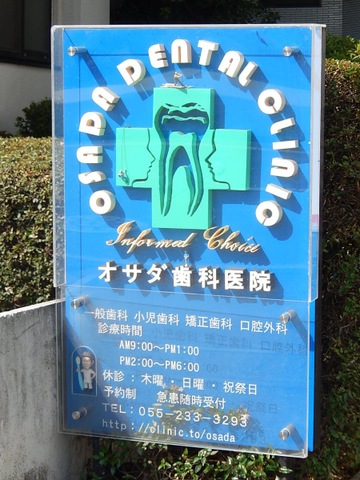 OSADA DENTAL CLINIC
Informed Choice
オサダ歯科医院
一般歯科 小児歯科 矯正歯科 口腔外科
診療時間
AM9:00〜PM1:00
PM2:00〜PM6:00
休診:木曜・日曜・祝祭日
予約制 急患随時受付
TEL:055-233-3293
http://clinic.to/osada